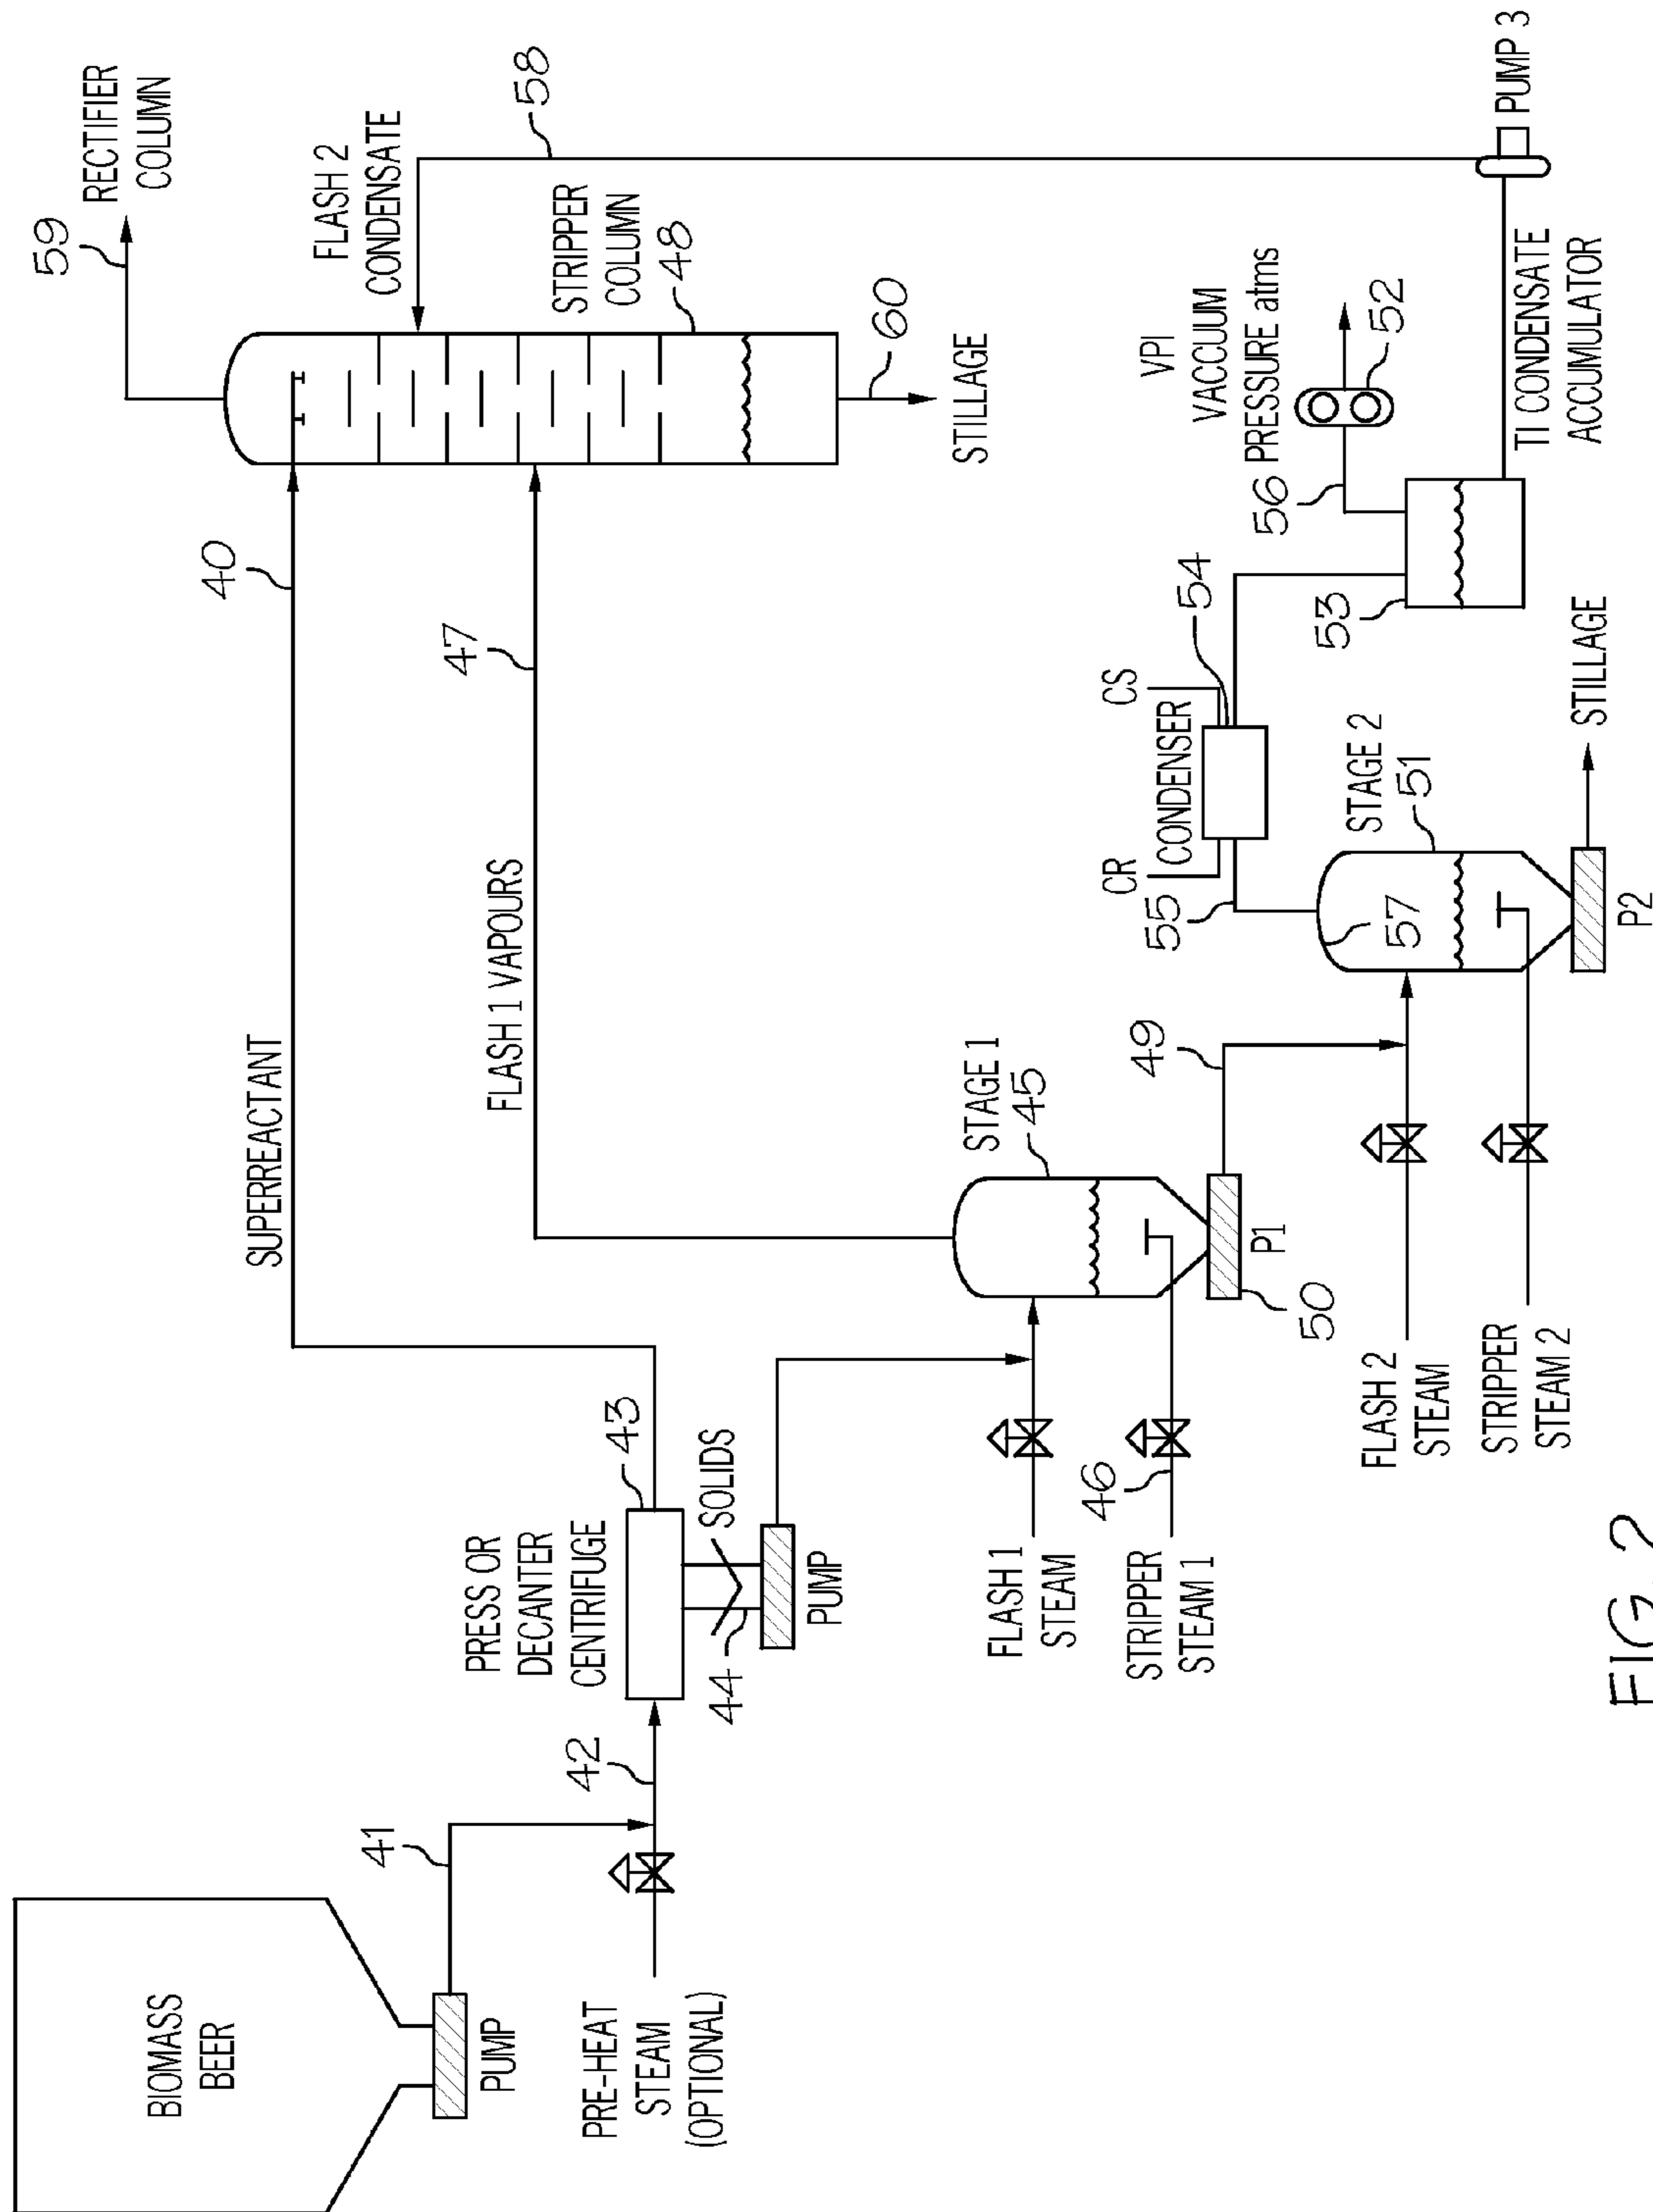 BIOMASS
BEER
PUMP
41
PRE-HEAT
STEAM
(OPTIONAL)
42
PRESS OR
DECANTER
CENTRIFUGE
43
44
SOLIDS
PUMP
SUPERREACTANT
40
FLASH 1 VAPOURS
47
FLASH 1
STEAM
STRIPPER
STEAM 1
46
STAGE 1
45
50
P1
49
FLASH 2
STEAM
STRIPPER
STEAM 2
STAGE 2
51
57
P2
STILLAGE
55
CR
CONDENSER
CS
54
53
56
VPI
VACCUUM
PRESSURE atms
52
TI CONDENSATE
ACCUMULATOR
PUMP 3
58
FLASH 2
CONDENSATE
STRIPPER
COLUMN
48
59
RECTIFIER
COLUMN
60
STILLAGE
FIG. 2